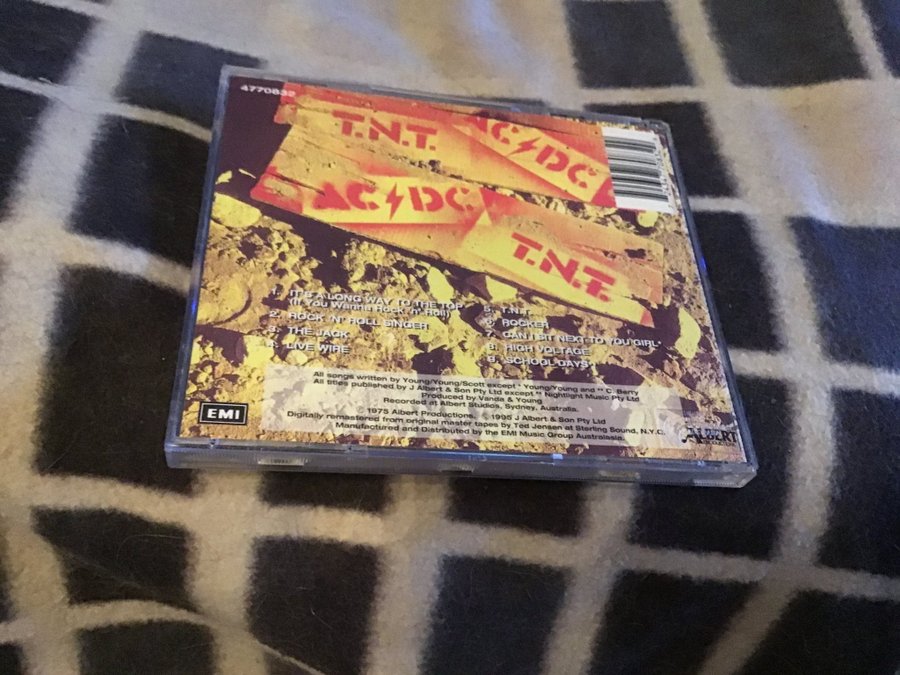 4770832
T.N.T. AC/DC
AC/DC T.N.T.
1. IT'S A LONG WAY TO THE TOP
(If You Wanna Rock 'n' Roll)
2. ROCK 'N' ROLL SINGER
3. THE JACK
4. LIVE WIRE
5. T.N.T.
6. ROCKER
7. CAN I SIT NEXT TO YOU GIRL*
8. HIGH VOLTAGE
9. SCHOOL DAYS**
All songs written by Young/Young/Scott except * Young/Young and ** C. Berry
All titles published by J Albert & Son Pty Ltd except ** Nightlight Music Pty Ltd
Produced by Vanda & Young
Recorded at Albert Studios, Sydney, Australia.
℗ 1975 Albert Productions. © 1995 J Albert & Son Pty Ltd
Digitally remastered from original master tapes by Ted Jensen at Sterling Sound, N.Y.C.
Manufactured and Distributed by the EMI Music Group Australasia.
EMI
ALBERT